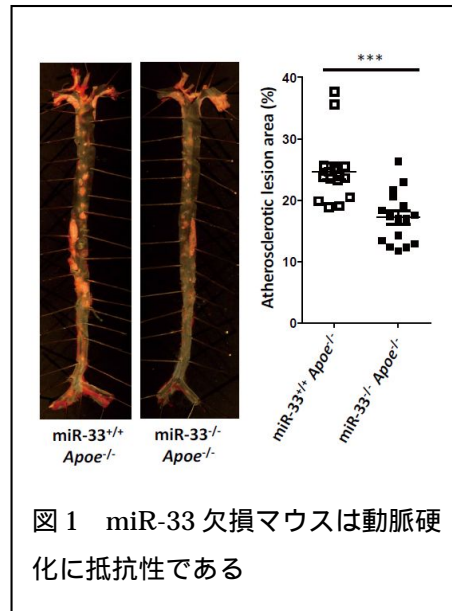 ***
Atherosclerotic lesion area (%)
40
30
20
10
0
miR-33+/+ Apoe-/-
miR-33-/- Apoe-/-
miR-33+/+
Apoe-/-
miR-33-/-
Apoe-/-
図 1 miR-33 欠損マウスは動脈硬
化に抵抗性である